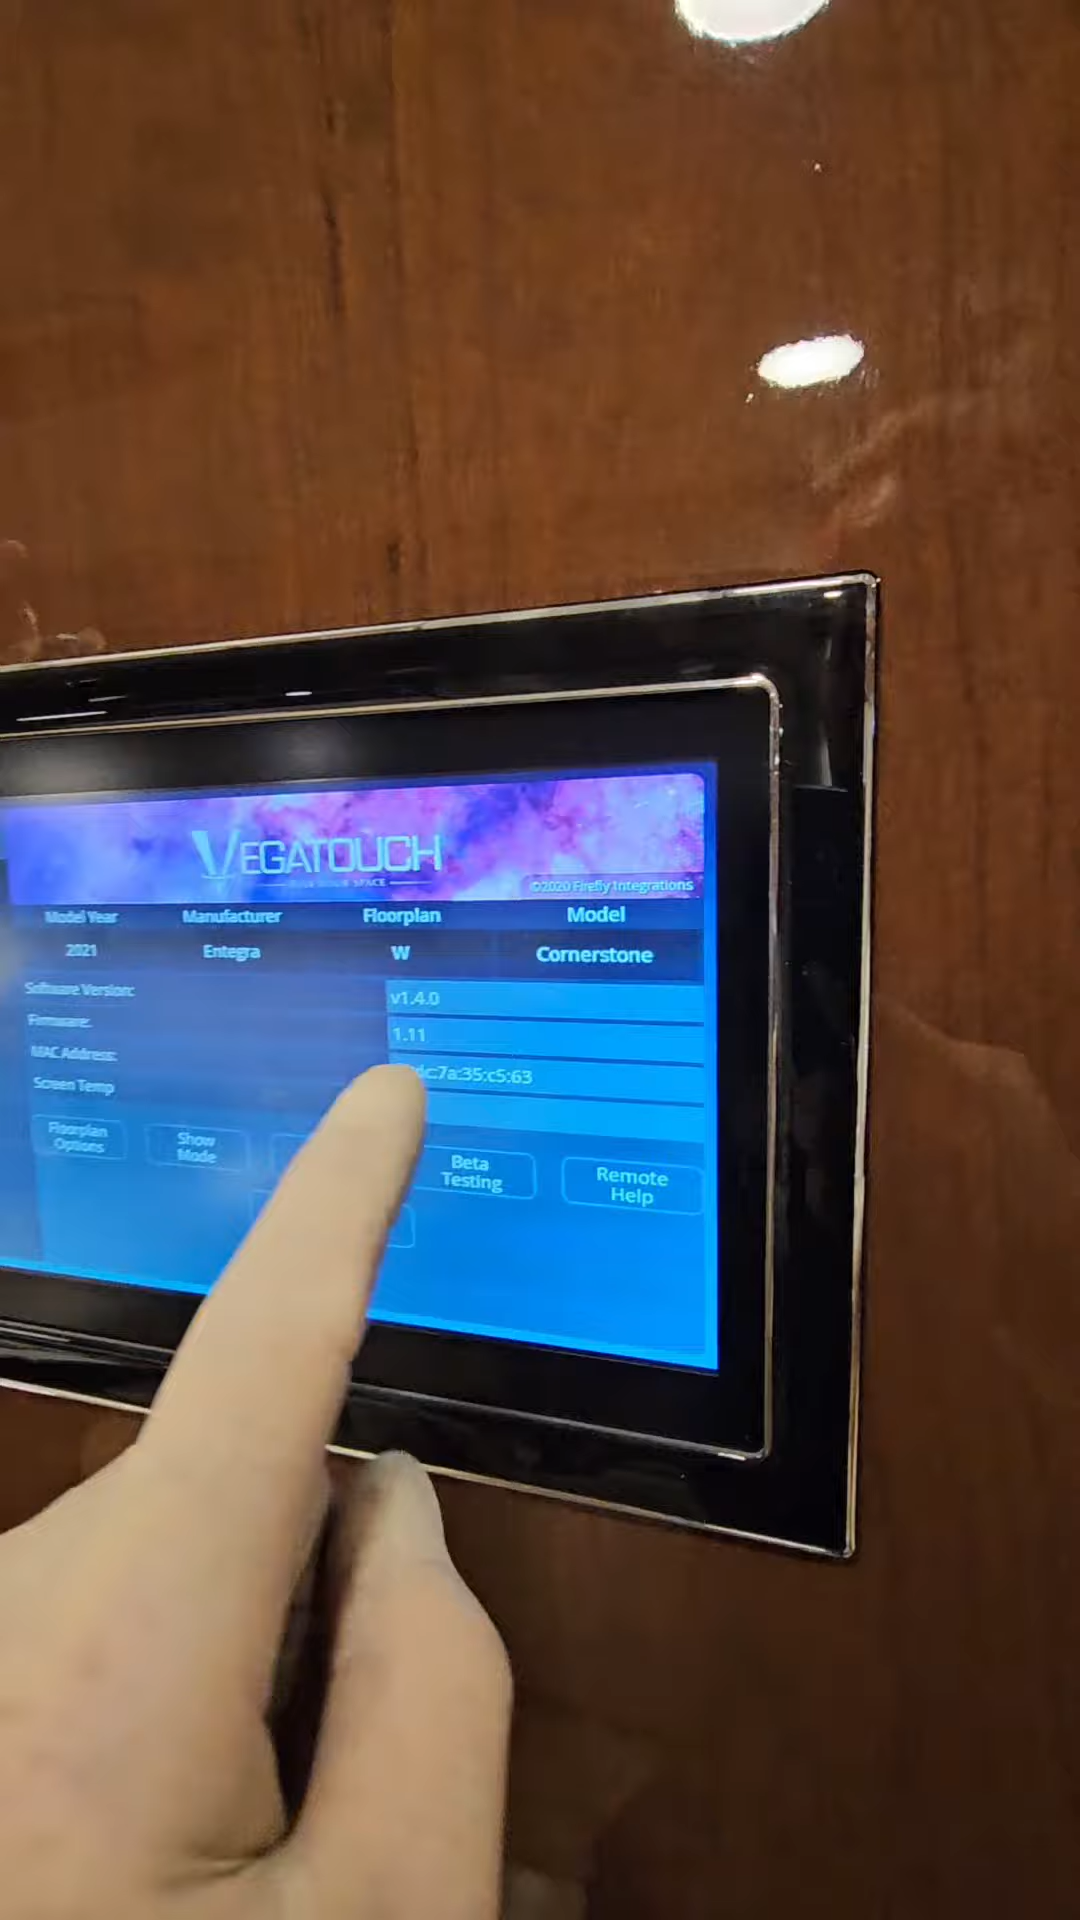 VEGATOUCH
©2020 Firefly Integrations
Model Year Manufacturer Floorplan Model
2021 Entegra W Cornerstone
Software Version: v1.4.0
Firmware: 1.11
MAC Address: dc:7a:35:c5:63
Screen Temp
Floorplan Options
Show Mode
Beta Testing
Remote Help